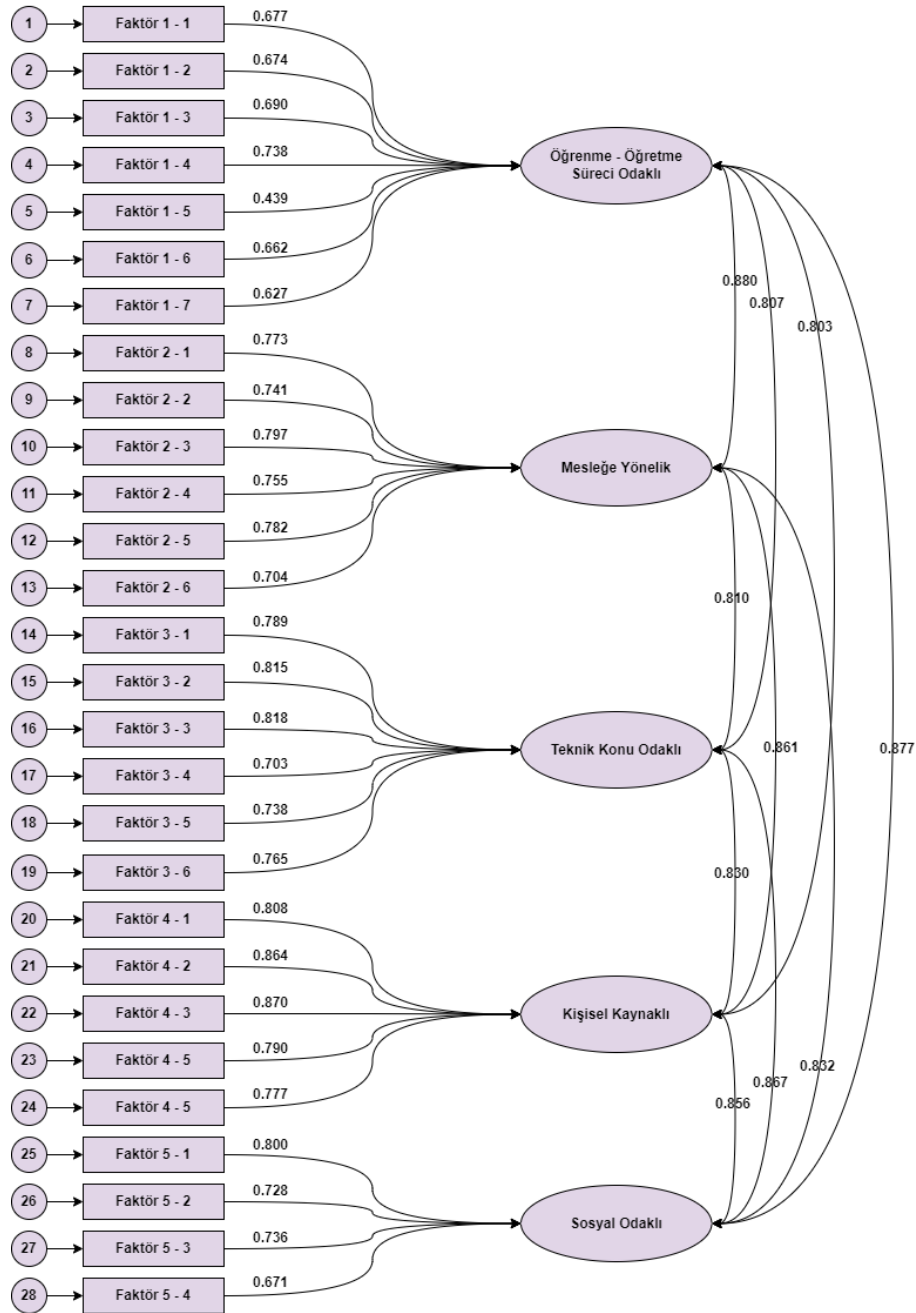 1
Faktör 1 - 1
0.677
2
Faktör 1 - 2
0.674
3
Faktör 1 - 3
0.690
4
Faktör 1 - 4
0.738
5
Faktör 1 - 5
0.439
6
Faktör 1 - 6
0.662
7
Faktör 1 - 7
0.627
Öğrenme - Öğretme
Süreci Odaklı
0.880
0.807
0.803
8
Faktör 2 - 1
0.773
9
Faktör 2 - 2
0.741
10
Faktör 2 - 3
0.797
11
Faktör 2 - 4
0.755
12
Faktör 2 - 5
0.782
13
Faktör 2 - 6
0.704
Mesleğe Yönelik
0.810
14
Faktör 3 - 1
0.789
15
Faktör 3 - 2
0.815
16
Faktör 3 - 3
0.818
17
Faktör 3 - 4
0.703
18
Faktör 3 - 5
0.738
19
Faktör 3 - 6
0.765
Teknik Konu Odaklı
0.861
0.877
0.830
20
Faktör 4 - 1
0.808
21
Faktör 4 - 2
0.864
22
Faktör 4 - 3
0.870
23
Faktör 4 - 5
0.790
24
Faktör 4 - 5
0.777
Kişisel Kaynaklı
0.856
0.867
0.832
25
Faktör 5 - 1
0.800
26
Faktör 5 - 2
0.728
27
Faktör 5 - 3
0.736
28
Faktör 5 - 4
0.671
Sosyal Odaklı